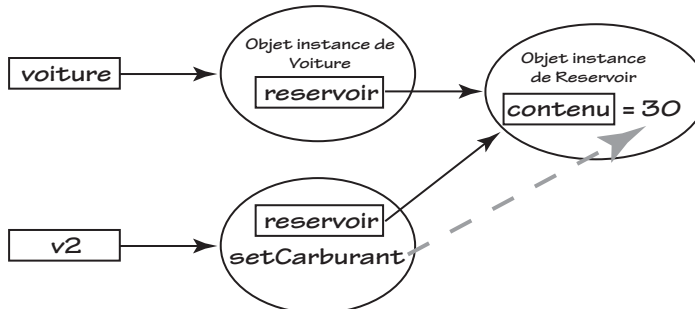 Objet instance de
Voiture
voiture
reservoir
Objet instance
de Reservoir
contenu = 30
reservoir
v2
setCarburant